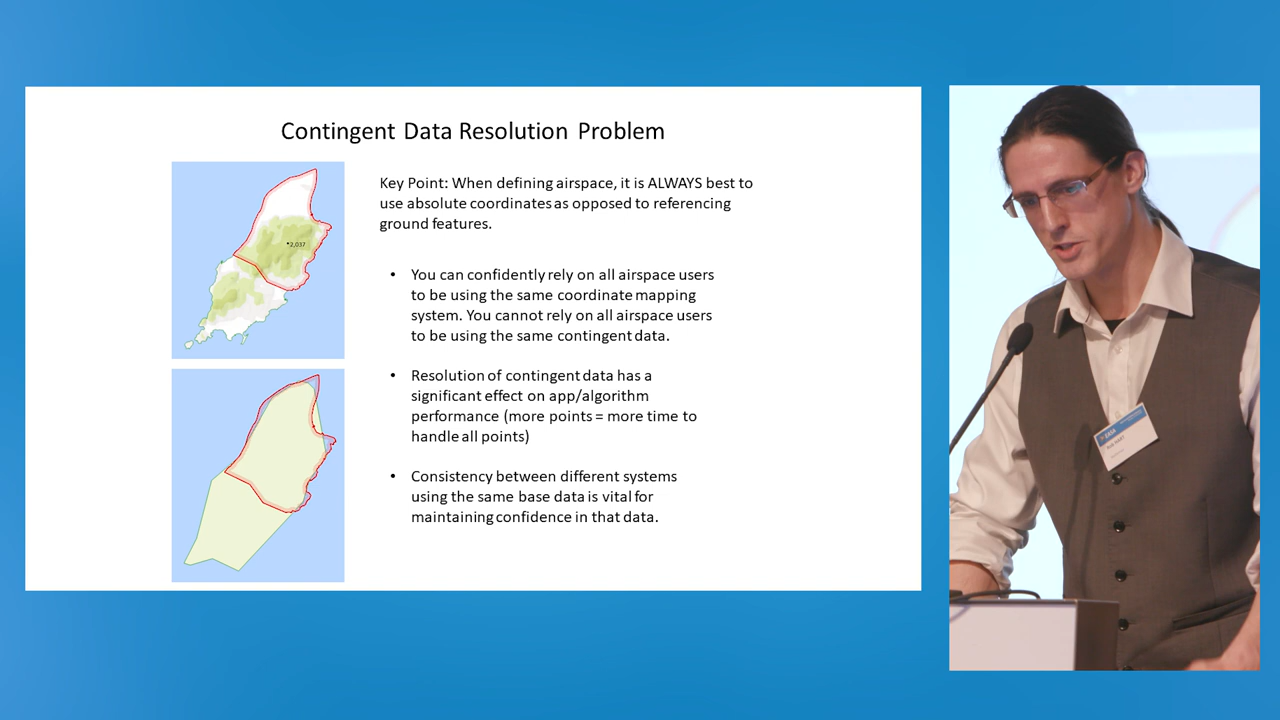 Contingent Data Resolution Problem
2,037
Key Point: When defining airspace, it is ALWAYS best to
use absolute coordinates as opposed to referencing
ground features.
• You can confidently rely on all airspace users
to be using the same coordinate mapping
system. You cannot rely on all airspace users
to be using the same contingent data.
• Resolution of contingent data has a
significant effect on app/algorithm
performance (more points = more time to
handle all points)
• Consistency between different systems
using the same base data is vital for
maintaining confidence in that data.
EASA